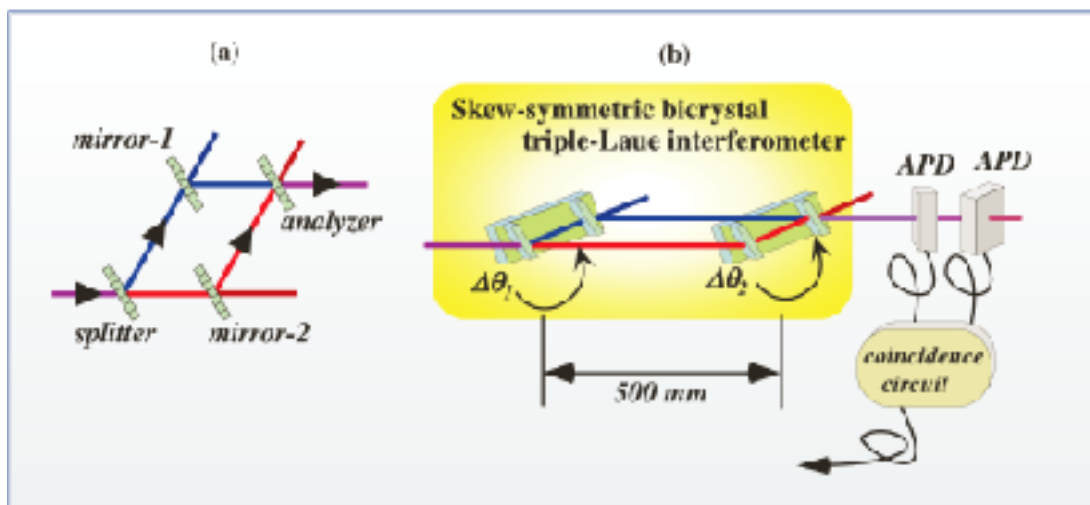 (a)
mirror-1
analyzer
splitter
mirror-2
(b)
Skew-symmetric bicrystal
triple-Laue interferometer
APD
APD
Δθ₁
Δθ₂
500 mm
coincidence
circuit